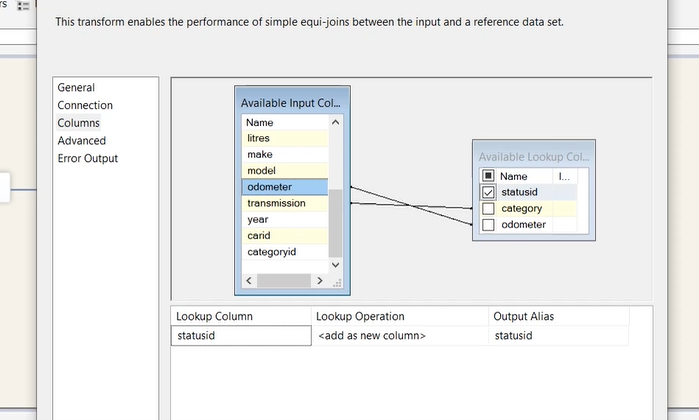 This transform enables the performance of simple equi-joins between the input and a reference data set.
General
Connection
Columns
Advanced
Error Output
Available Input Col...
Name
litres
make
model
odometer
transmission
year
carid
categoryid
Available Lookup Col...
Name I...
statusid
category
odometer
Lookup Column Lookup Operation Output Alias
statusid <add as new column> statusid